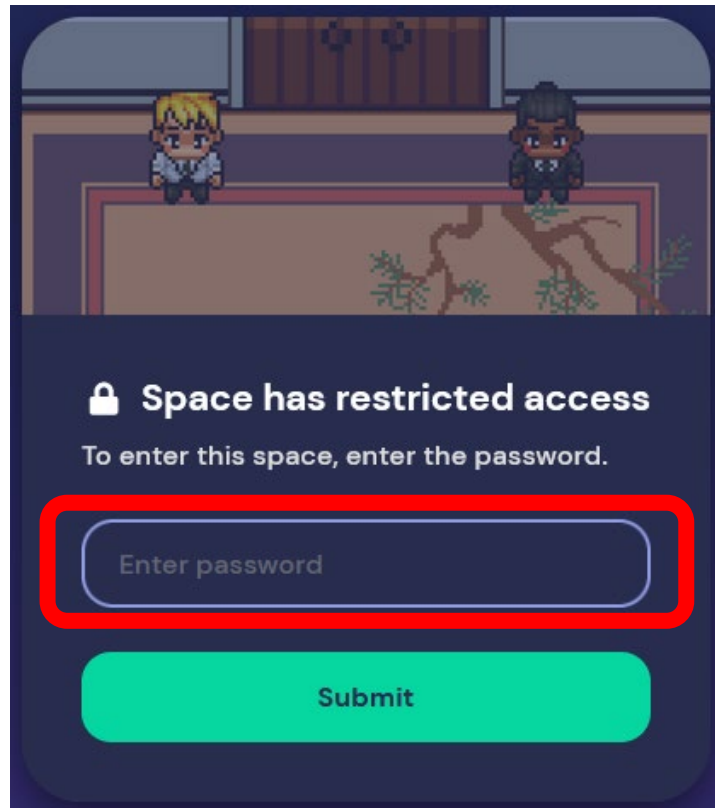 Space has restricted access
To enter this space, enter the password.
Enter password
Submit